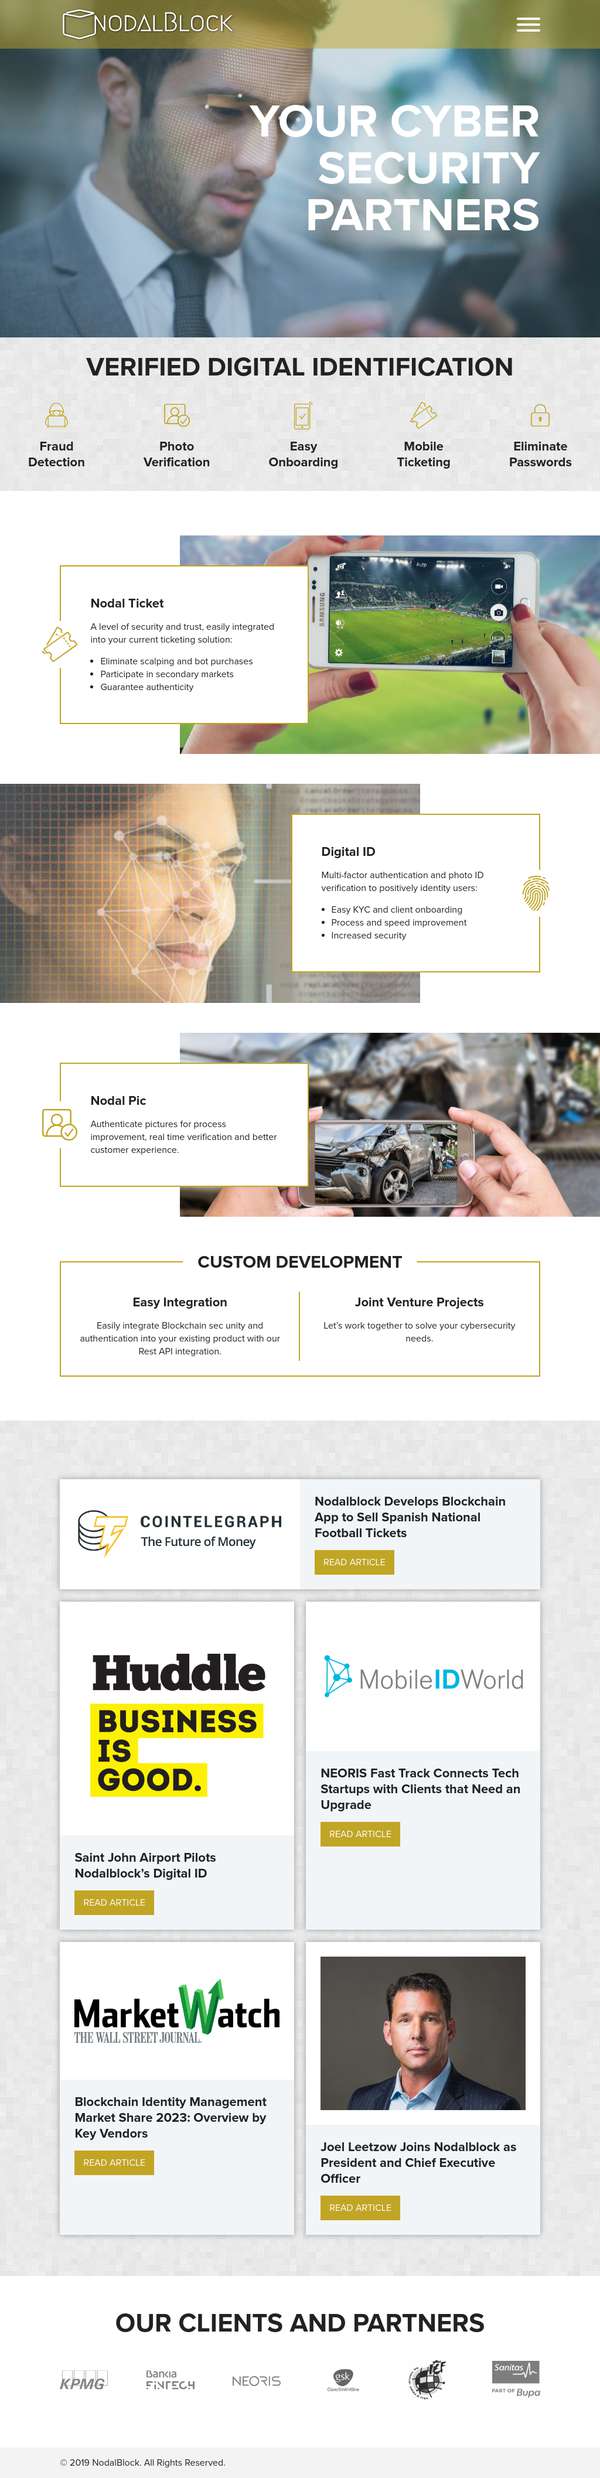 NODALBLOCK
YOUR CYBER
SECURITY
PARTNERS
VERIFIED DIGITAL IDENTIFICATION
Fraud
Detection
Photo
Verification
Easy
Onboarding
Mobile
Ticketing
Eliminate
Passwords
Nodal Ticket
A level of security and trust, easily integrated
into your current ticketing solution:
• Eliminate scalping and bot purchases
• Participate in secondary markets
• Guarantee authenticity
SAMSUNG
Digital ID
Multi-factor authentication and photo ID
verification to positively identity users:
• Easy KYC and client onboarding
• Process and speed improvement
• Increased security
Nodal Pic
Authenticate pictures for process
improvement, real time verification and better
customer experience.
CUSTOM DEVELOPMENT
Easy Integration
Easily integrate Blockchain sec unity and
authentication into your existing product with our
Rest API integration.
Joint Venture Projects
Let's work together to solve your cybersecurity
needs.
COINTELEGRAPH
The Future of Money
Nodalblock Develops Blockchain
App to Sell Spanish National
Football Tickets
READ ARTICLE
Huddle
BUSINESS
IS
GOOD.
Saint John Airport Pilots
Nodalblock's Digital ID
READ ARTICLE
MobileIDWorld
NEORIS Fast Track Connects Tech
Startups with Clients that Need an
Upgrade
READ ARTICLE
MarketWatch
THE WALL STREET JOURNAL.
Blockchain Identity Management
Market Share 2023: Overview by
Key Vendors
READ ARTICLE
Joel Leetzow Joins Nodalblock as
President and Chief Executive
Officer
READ ARTICLE
OUR CLIENTS AND PARTNERS
KPMG
Bankia
FINTECH
NEORIS
gsk
GlaxoSmithKline
Sanitas
PART OF Bupa
© 2019 NodalBlock. All Rights Reserved.